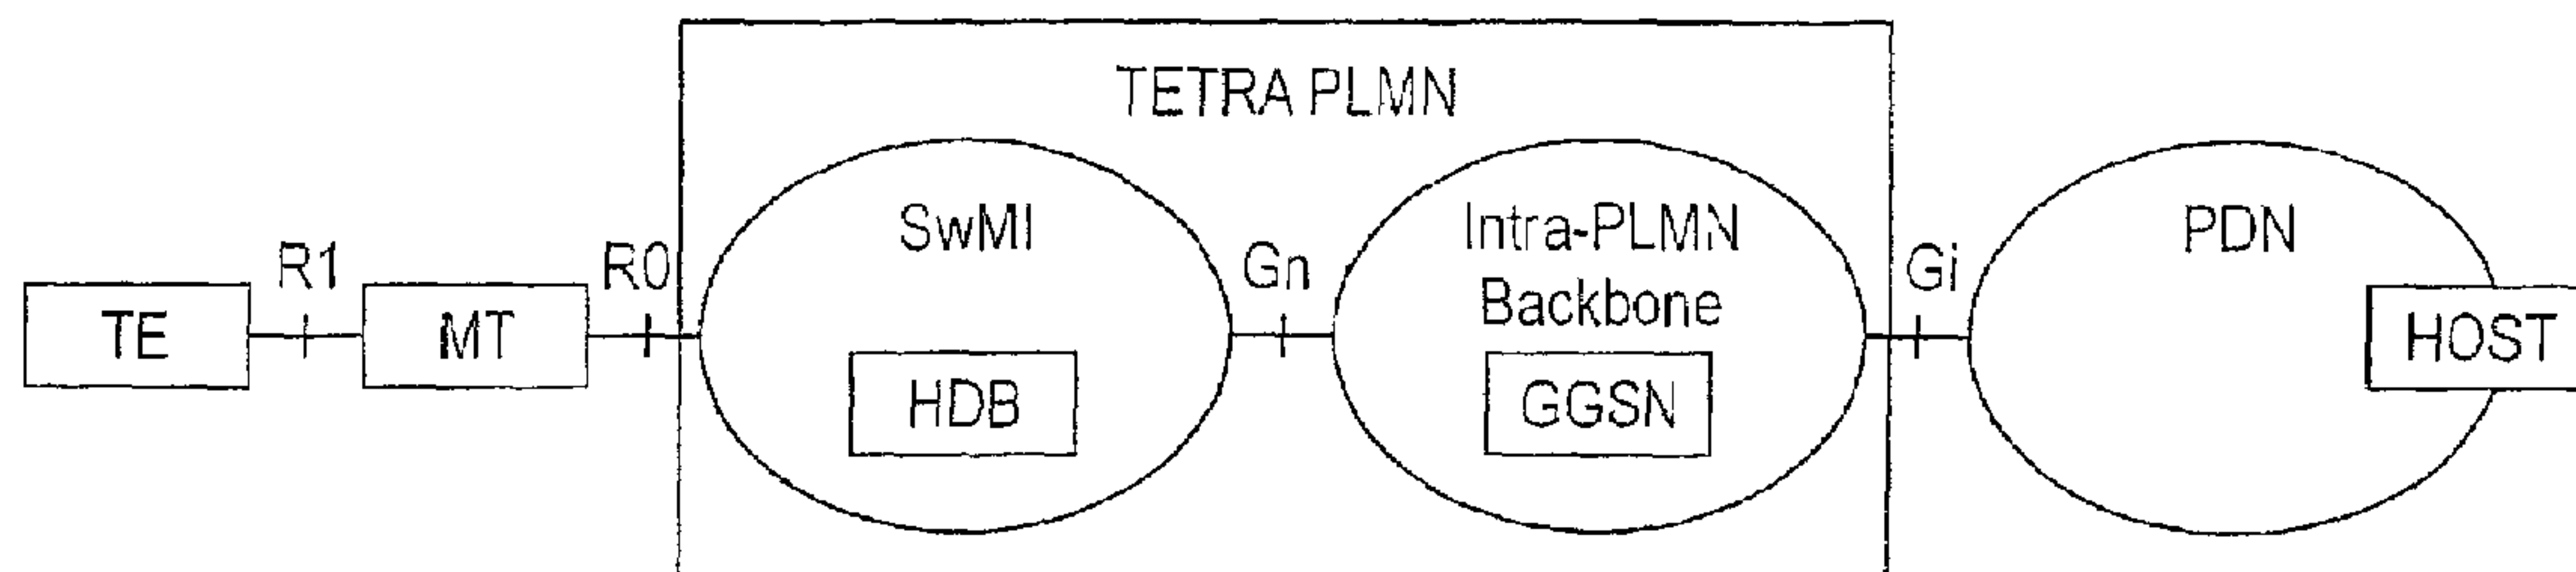 TETRA PLMN
TE
R1
MT
R0
SwMI
HDB
Gn
Intra-PLMN
Backbone
GGSN
Gi
PDN
HOST